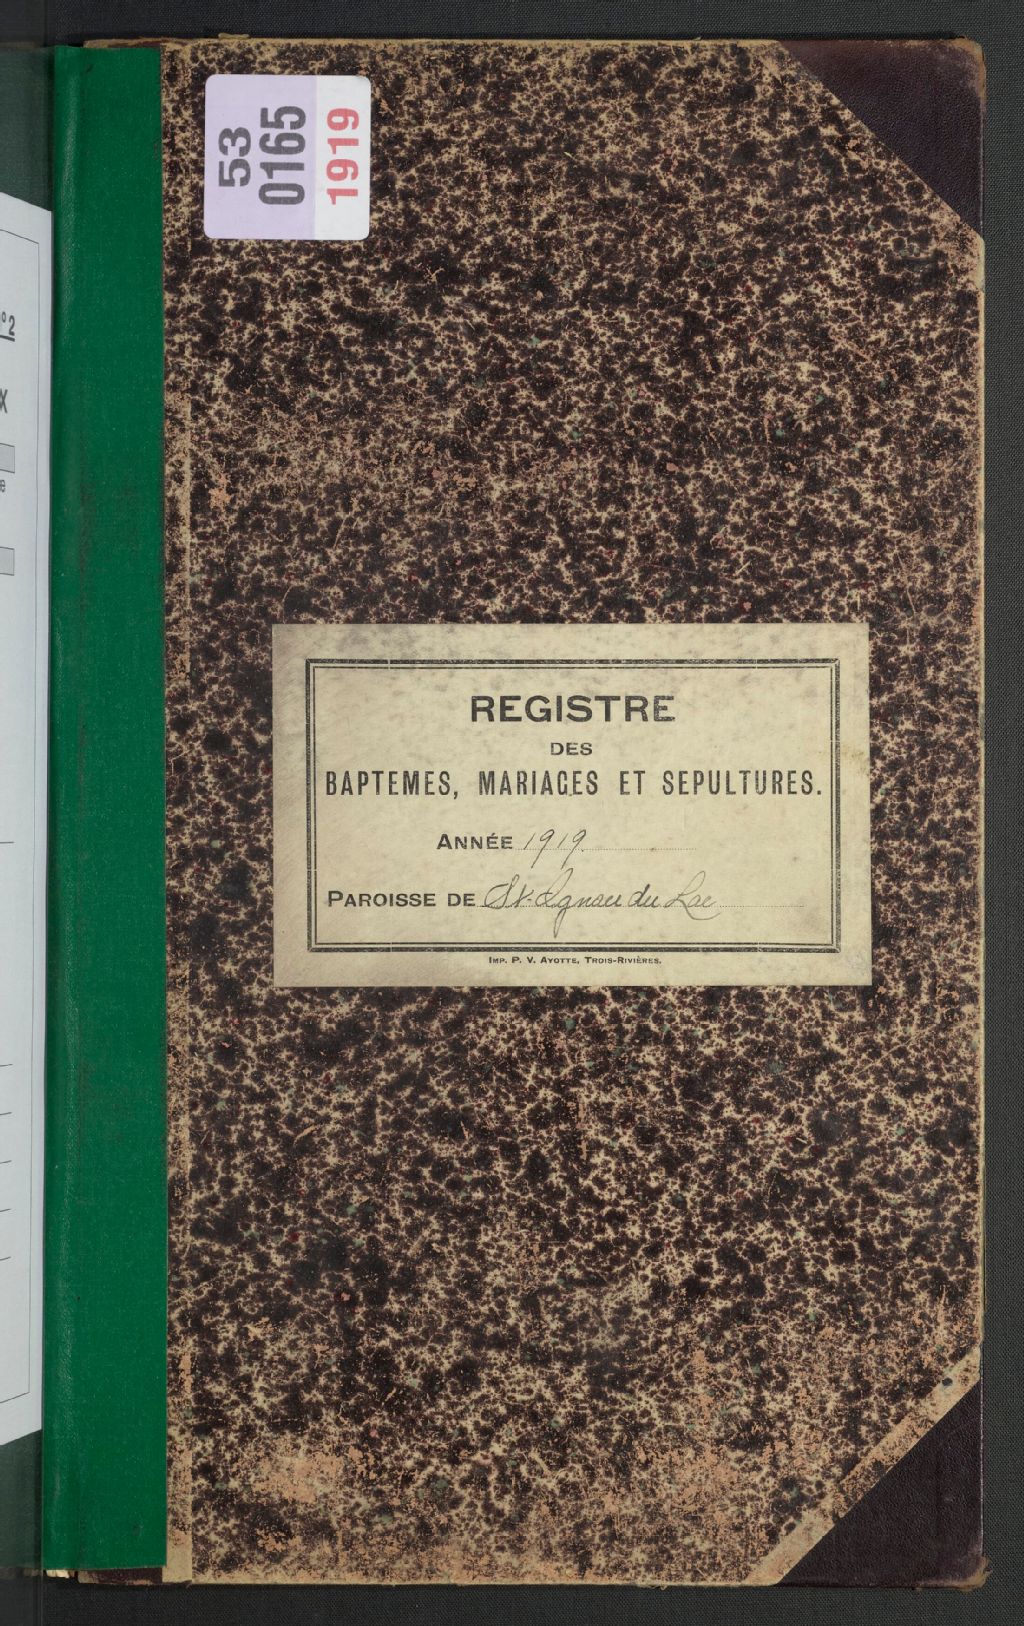 53
0165
1919
°2
X
e
REGISTRE
DES
BAPTEMES, MARIAGES ET SEPULTURES.
ANNÉE 1919.
PAROISSE DE St-Ignace du Lac
IMP. P. V. AYOTTE, TROIS-RIVIÈRES.